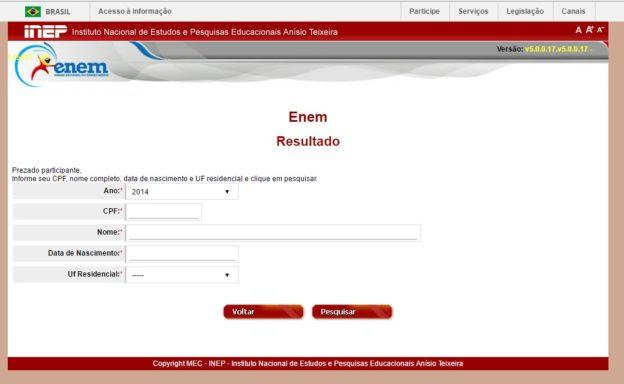 BRASIL Acesso à informação Participe Serviços Legislação Canais
INEP Instituto Nacional de Estudos e Pesquisas Educacionais Anísio Teixeira A A+ A-
Versão: v5.0.0.17.v5.0.0.17 -
enem
Enem
Resultado
Prezado participante,
Informe seu CPF, nome completo, data de nascimento e UF residencial e clique em pesquisar.
Ano:* 2014
CPF:*
Nome:*
Data de Nascimento:*
Uf Residencial:* -----
Voltar Pesquisar
Copyright MEC - INEP - Instituto Nacional de Estudos e Pesquisas Educacionais Anísio Teixeira